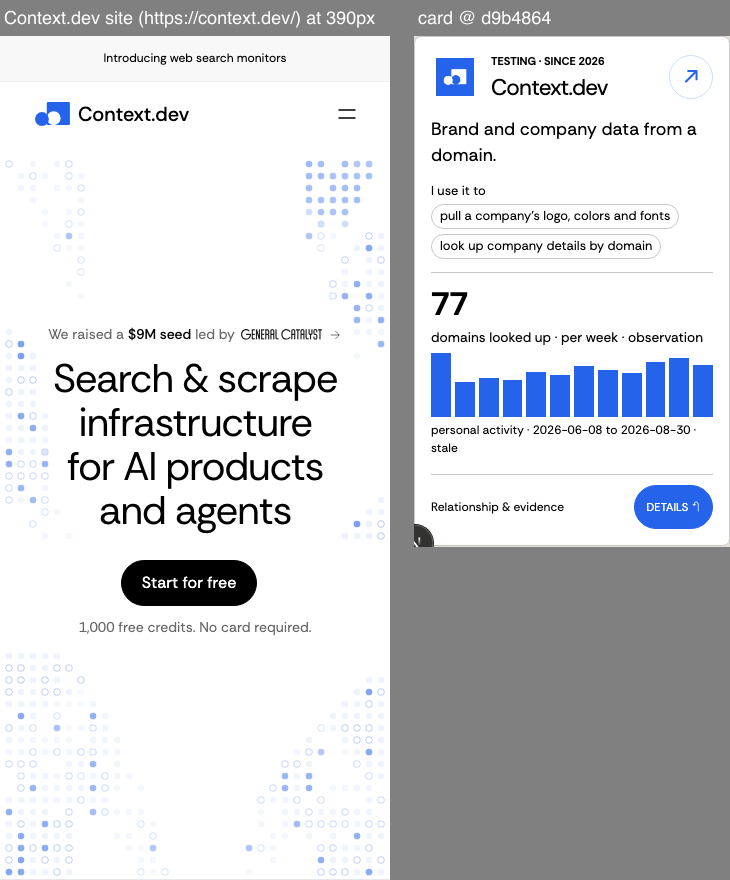 Context.dev site (https://context.dev/) at 390px
Introducing web search monitors
Context.dev
We raised a $9M seed led by GENERAL CATALYST →
Search & scrape
infrastructure
for AI products
and agents
Start for free
1,000 free credits. No card required.
card @ d9b4864
TESTING · SINCE 2026
Context.dev
Brand and company data from a
domain.
I use it to
pull a company's logo, colors and fonts
look up company details by domain
77
domains looked up · per week · observation
personal activity · 2026-06-08 to 2026-08-30 ·
stale
Relationship & evidence
DETAILS